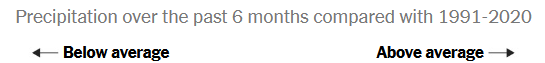 Precipitation over the past 6 months compared with 1991-2020
← Below average Above average →